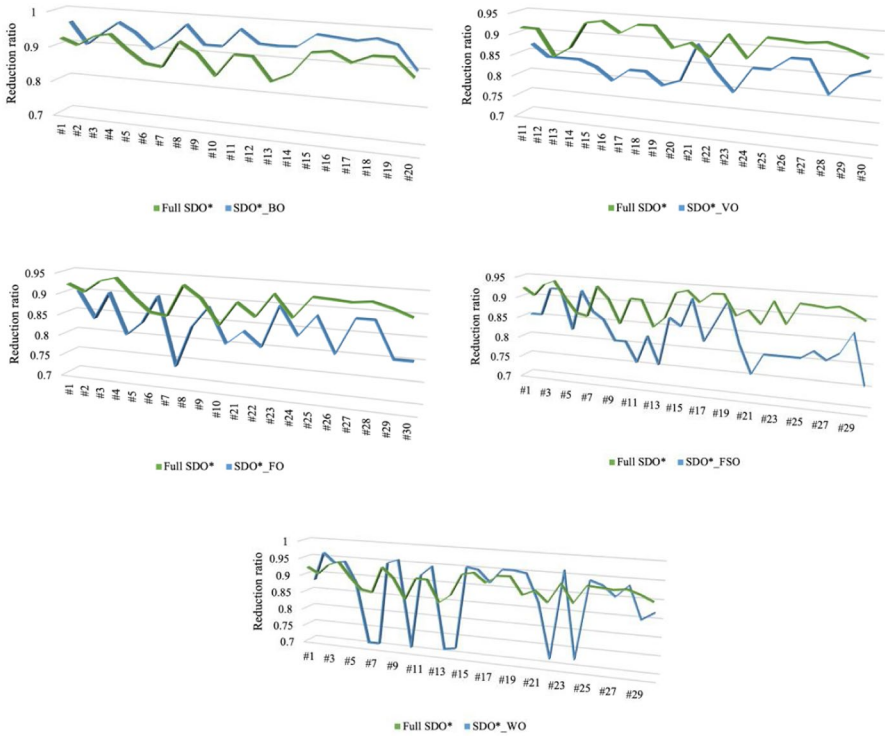 Reduction ratio
1
0.9
0.8
0.7
#1 #2 #3 #4 #5 #6 #7 #8 #9 #10 #11 #12 #13 #14 #15 #16 #17 #18 #19 #20
Full SDO* SDO*_BO
Reduction ratio
0.95
0.9
0.85
0.8
0.75
0.7
#11 #12 #13 #14 #15 #16 #17 #18 #19 #20 #21 #22 #23 #24 #25 #26 #27 #28 #29 #30
Full SDO* SDO*_VO
Reduction ratio
0.95
0.9
0.85
0.8
0.75
0.7
#1 #2 #3 #4 #5 #6 #7 #8 #9 #10 #21 #22 #23 #24 #25 #26 #27 #28 #29 #30
Full SDO* SDO*_FO
Reduction ratio
0.95
0.9
0.85
0.8
0.75
0.7
#1 #3 #5 #7 #9 #11 #13 #15 #17 #19 #21 #23 #25 #27 #29
Full SDO* SDO*_FSO
Reduction ratio
1
0.95
0.9
0.85
0.8
0.75
0.7
#1 #3 #5 #7 #9 #11 #13 #15 #17 #19 #21 #23 #25 #27 #29
Full SDO* SDO*_WO